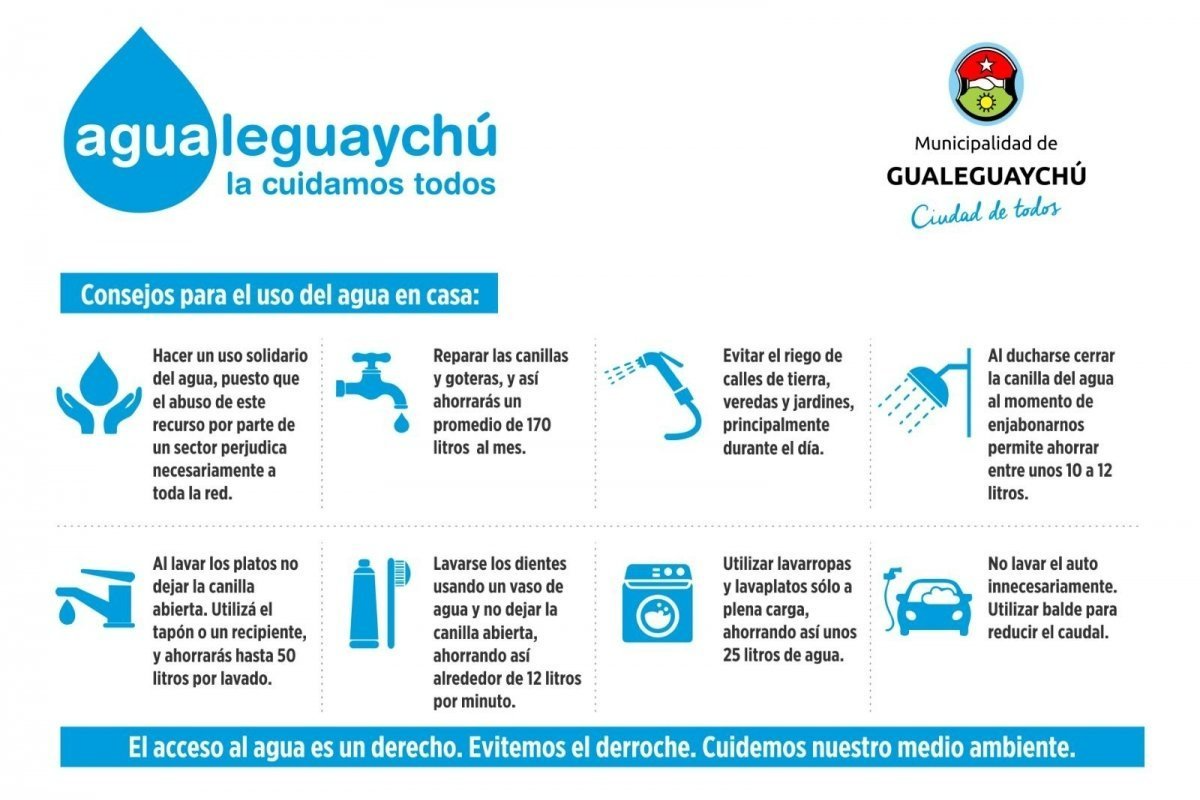 agualeguaychú
la cuidamos todos
Municipalidad de
GUALEGUAYCHÚ
Ciudad de todos
Consejos para el uso del agua en casa:
Hacer un uso solidario
del agua, puesto que
el abuso de este
recurso por parte de
un sector perjudica
necesariamente a
toda la red.
Reparar las canillas
y goteras, y así
ahorrarás un
promedio de 170
litros al mes.
Evitar el riego de
calles de tierra,
veredas y jardines,
principalmente
durante el día.
Al ducharse cerrar
la canilla del agua
al momento de
enjabonarnos
permite ahorrar
entre unos 10 a 12
litros.
Al lavar los platos no
dejar la canilla
abierta. Utilizá el
tapón o un recipiente,
y ahorrarás hasta 50
litros por lavado.
Lavarse los dientes
usando un vaso de
agua y no dejar la
canilla abierta,
ahorrando así
alrededor de 12 litros
por minuto.
Utilizar lavarropas
y lavaplatos sólo a
plena carga,
ahorrando así unos
25 litros de agua.
No lavar el auto
innecesariamente.
Utilizar balde para
reducir el caudal.
El acceso al agua es un derecho. Evitemos el derroche. Cuidemos nuestro medio ambiente.